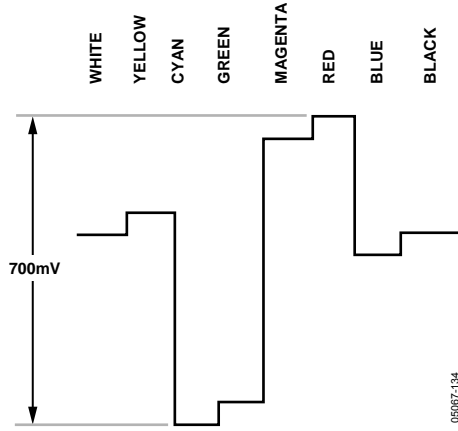 WHITE
YELLOW
CYAN
GREEN
MAGENTA
RED
BLUE
BLACK
700mV
05067-134